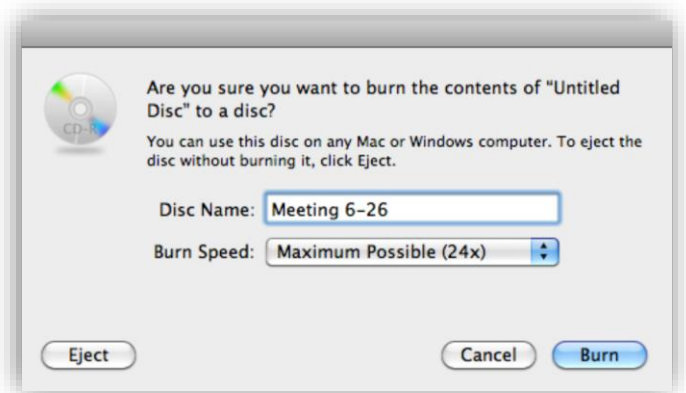 Are you sure you want to burn the contents of “Untitled
Disc” to a disc?
CD-R
You can use this disc on any Mac or Windows computer. To eject the
disc without burning it, click Eject.
Disc Name: Meeting 6-26
Burn Speed: Maximum Possible (24x)
Eject Cancel Burn